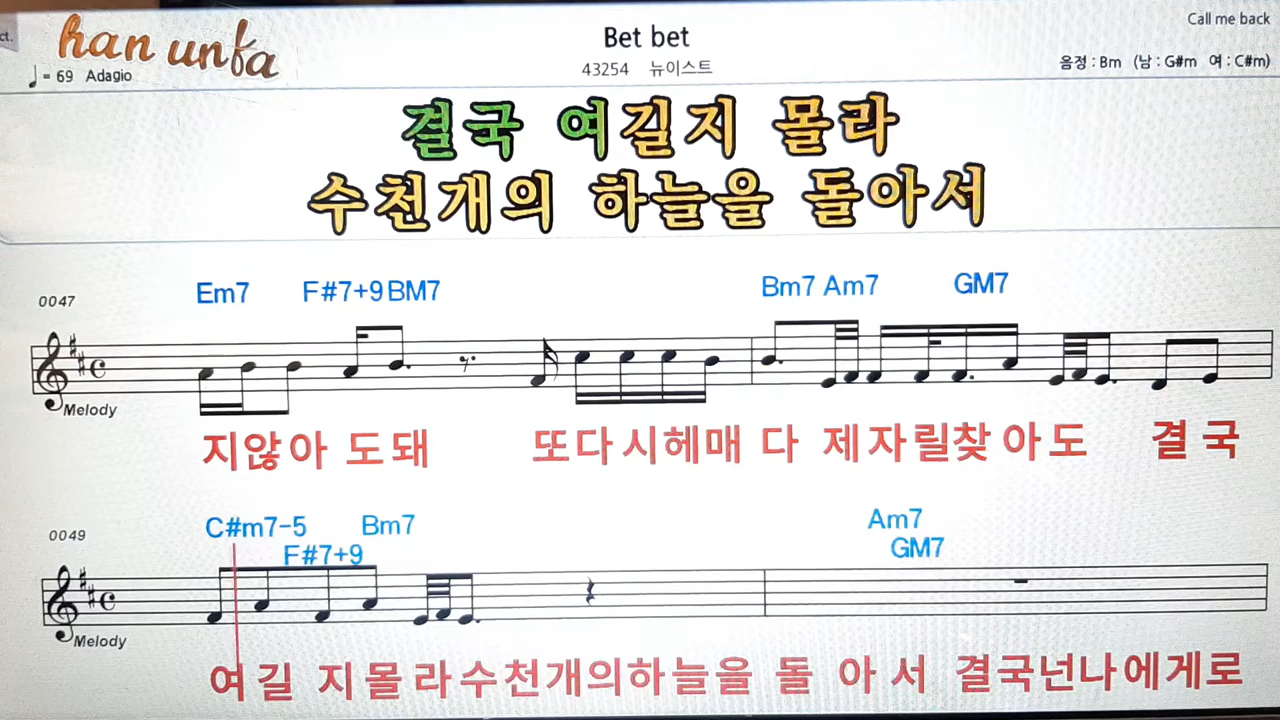 ct.
han unfa
Bet bet
Call me back
♩= 69 Adagio
43254 뉴이스트
음정 : Bm (남 : G#m 여 : C#m)
결국 여길지 몰라
수천개의 하늘을 돌아서
0047
Em7 F#7+9 BM7 Bm7 Am7 GM7
Melody
지않아 도돼 또다시헤매 다 제자릴찾 아도 결국
0049
C#m7-5 Bm7 Am7
F#7+9 GM7
Melody
여길 지몰라수천개의하늘을 돌 아 서 결국넌나에게로